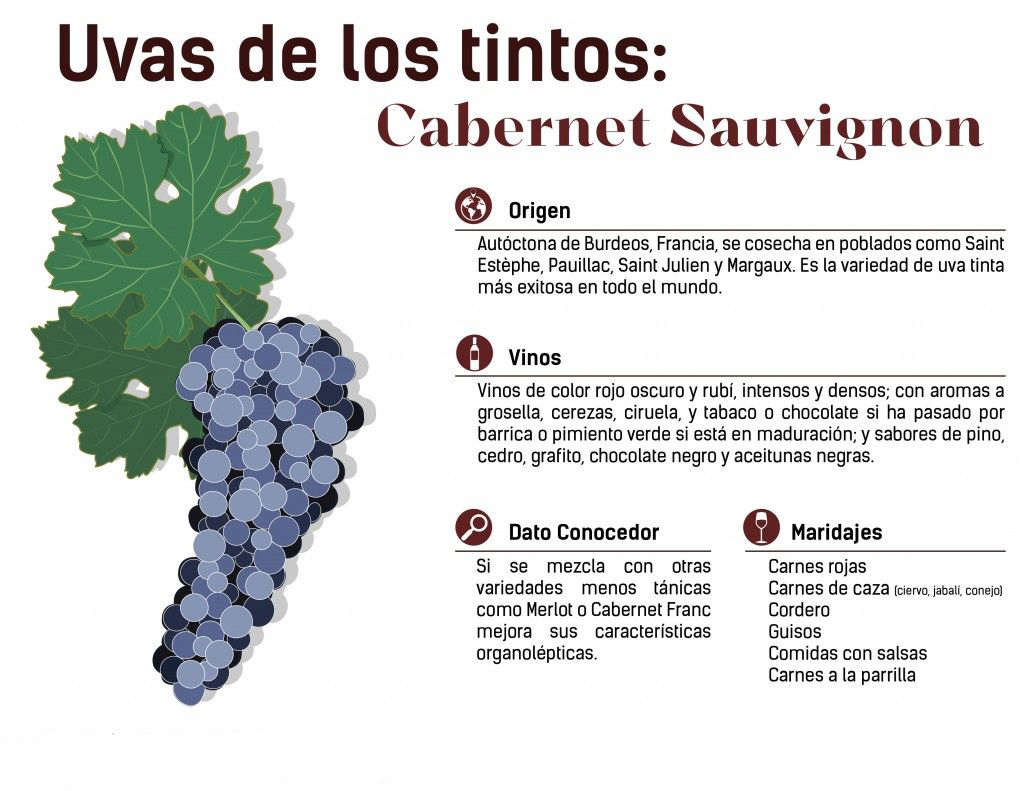 Uvas de los tintos:
Cabernet Sauvignon
Origen
Autóctona de Burdeos, Francia, se cosecha en poblados como Saint
Estèphe, Pauillac, Saint Julien y Margaux. Es la variedad de uva tinta
más exitosa en todo el mundo.
Vinos
Vinos de color rojo oscuro y rubí, intensos y densos; con aromas a
grosella, cerezas, ciruela, y tabaco o chocolate si ha pasado por
barrica o pimiento verde si está en maduración; y sabores de pino,
cedro, grafito, chocolate negro y aceitunas negras.
Dato Conocedor
Si se mezcla con otras
variedades menos tánicas
como Merlot o Cabernet Franc
mejora sus características
organolépticas.
Maridajes
Carnes rojas
Carnes de caza (ciervo, jabalí, conejo)
Cordero
Guisos
Comidas con salsas
Carnes a la parrilla